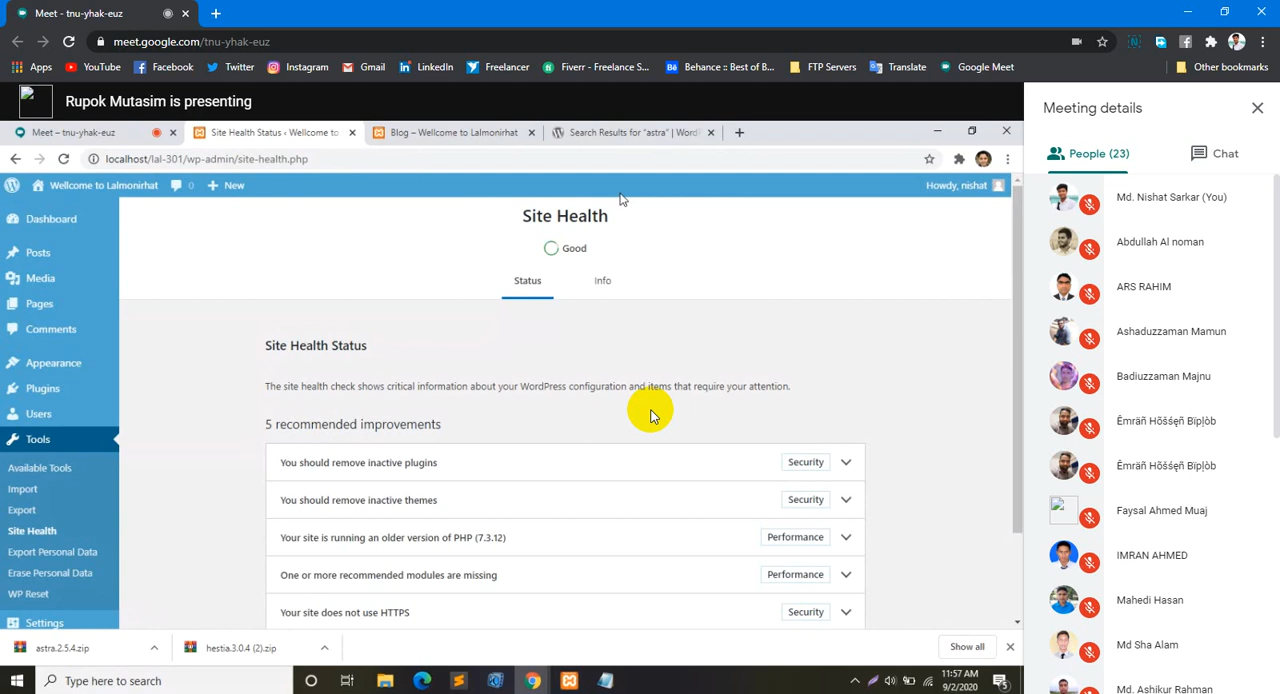 Meet - tnu-yhak-euz
meet.google.com/tnu-yhak-euz
Apps YouTube Facebook Twitter Instagram Gmail LinkedIn Freelancer Fiverr - Freelance S... Behance :: Best of B... FTP Servers Translate Google Meet Other bookmarks
Rupok Mutasim is presenting
Meet – tnu-yhak-euz
Site Health Status ‹ Wellcome to
Blog – Wellcome to Lalmonirhat
Search Results for "astra" | Word
localhost/lal-301/wp-admin/site-health.php
Wellcome to Lalmonirhat 0 New
Howdy, nishat
Dashboard
Posts
Media
Pages
Comments
Appearance
Plugins
Users
Tools
Available Tools
Import
Export
Site Health
Export Personal Data
Erase Personal Data
WP Reset
Settings
Site Health
Good
Status Info
Site Health Status
The site health check shows critical information about your WordPress configuration and items that require your attention.
5 recommended improvements
You should remove inactive plugins Security
You should remove inactive themes Security
Your site is running an older version of PHP (7.3.12) Performance
One or more recommended modules are missing Performance
Your site does not use HTTPS Security
astra.2.5.4.zip
hestia.3.0.4 (2).zip
Show all
Meeting details
People (23) Chat
Md. Nishat Sarkar (You)
Abdullah Al noman
ARS RAHIM
Ashaduzzaman Mamun
Badiuzzaman Majnu
Êmräñ Hõšśęñ Bïpļòb
Êmräñ Hõšśęñ Bïpļòb
Faysal Ahmed Muaj
IMRAN AHMED
Mahedi Hasan
Md Sha Alam
Md. Ashikur Rahman
Type here to search
11:57 AM
9/2/2020
5